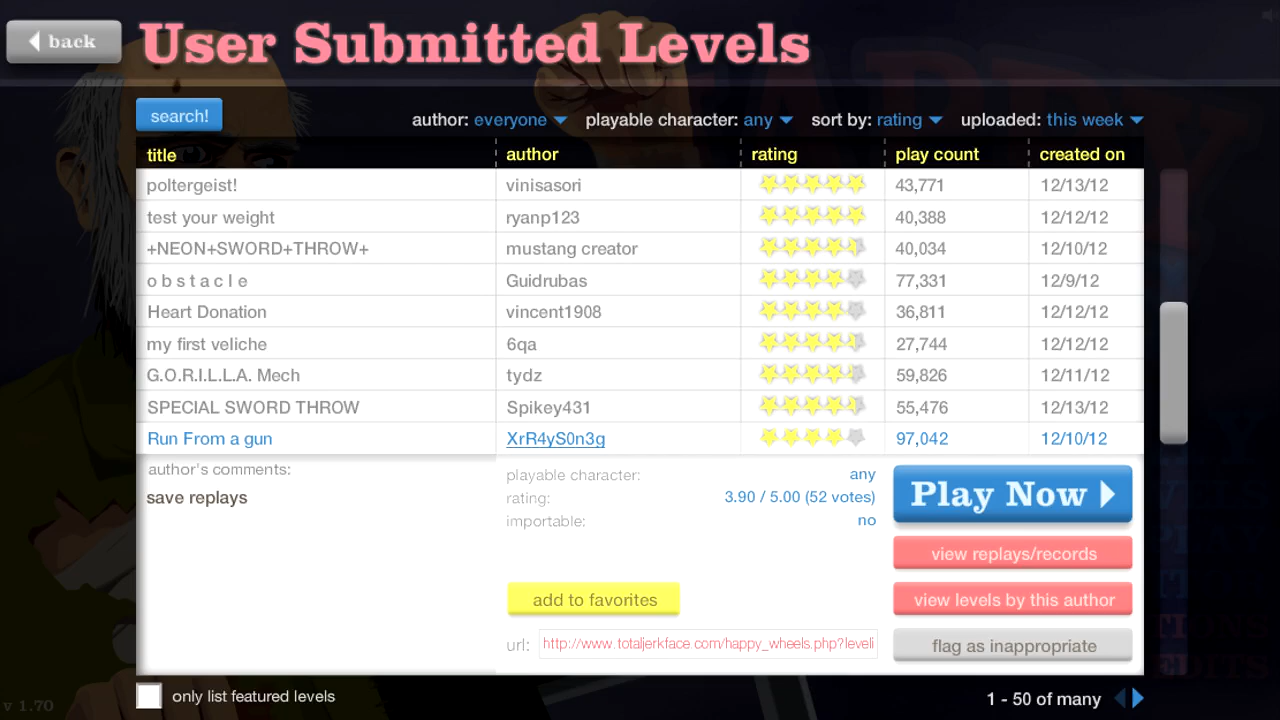 back
User Submitted Levels
search!
author: everyone playable character: any sort by: rating uploaded: this week
title author rating play count created on
poltergeist! vinisasori 43,771 12/13/12
test your weight ryanp123 40,388 12/12/12
+NEON+SWORD+THROW+ mustang creator 40,034 12/10/12
o b s t a c l e Guidrubas 77,331 12/9/12
Heart Donation vincent1908 36,811 12/12/12
my first veliche 6qa 27,744 12/12/12
G.O.R.I.L.L.A. Mech tydz 59,826 12/11/12
SPECIAL SWORD THROW Spikey431 55,476 12/13/12
Run From a gun XrR4yS0n3g 97,042 12/10/12
author's comments:
save replays
playable character: any
rating: 3.90 / 5.00 (52 votes)
importable: no
add to favorites
url: http://www.totaljerkface.com/happy_wheels.php?leveli
Play Now
view replays/records
view levels by this author
flag as inappropriate
only list featured levels
1 - 50 of many
v 1.70